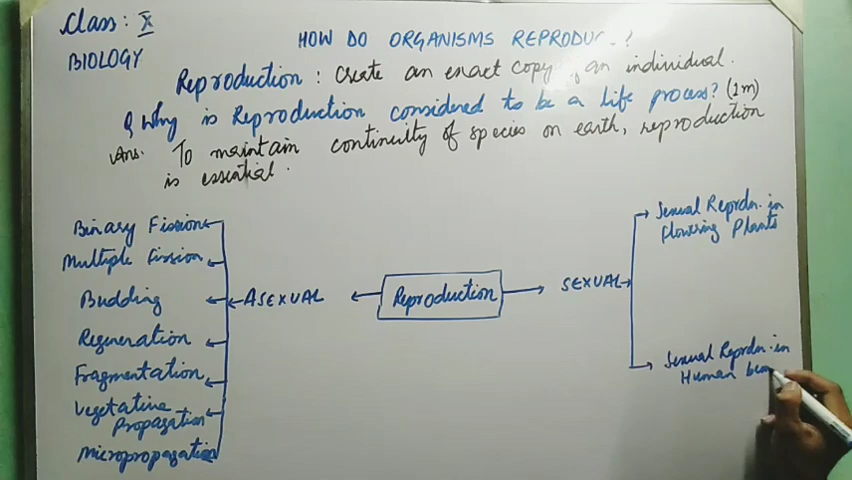 Class: X
BIOLOGY
HOW DO ORGANISMS REPRODUC ?
Reproduction: Create an exact copy of an individual.
Q Why is Reproduction considered to be a life process? (1m)
Ans. To maintain continuity of species on earth, reproduction
is essential.
Binary Fission
Multiple Fission
Budding
Regeneration
Fragmentation
Vegetative
Propagation
Micropropagation
ASEXUAL
Reproduction
SEXUAL
Sexual Reprdn. in
Flowering Plants
Sexual Reprdn. in
Human